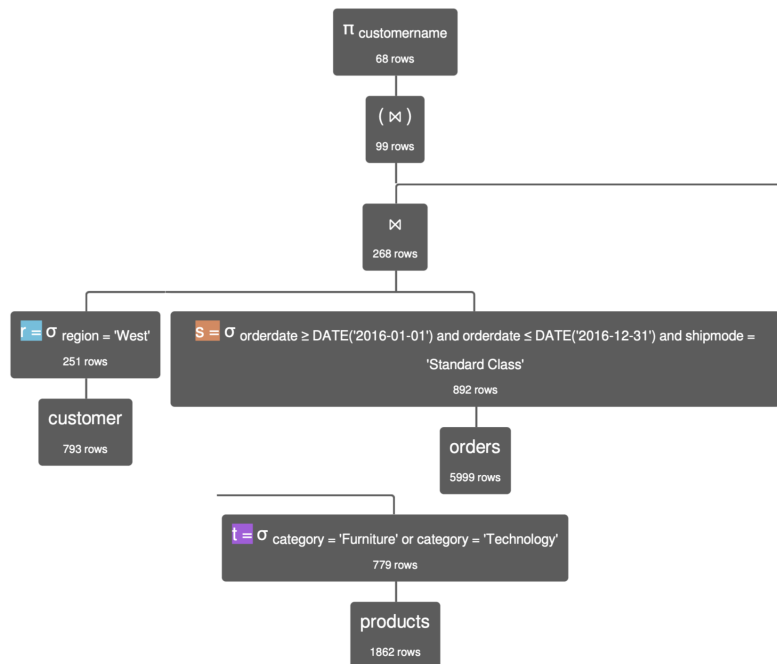 π customername
68 rows
( ⋈ )
99 rows
⋈
268 rows
r = σ region = 'West'
251 rows
customer
793 rows
s = σ orderdate ≥ DATE('2016-01-01') and orderdate ≤ DATE('2016-12-31') and shipmode =
'Standard Class'
892 rows
orders
5999 rows
t = σ category = 'Furniture' or category = 'Technology'
779 rows
products
1862 rows